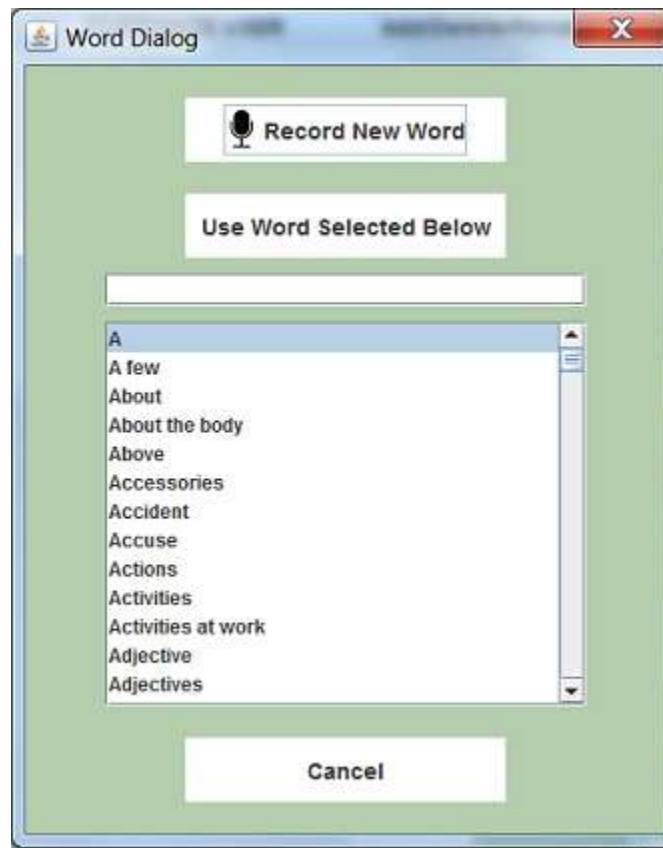 Word Dialog
Record New Word
Use Word Selected Below
A
A few
About
About the body
Above
Accessories
Accident
Accuse
Actions
Activities
Activities at work
Adjective
Adjectives
Cancel